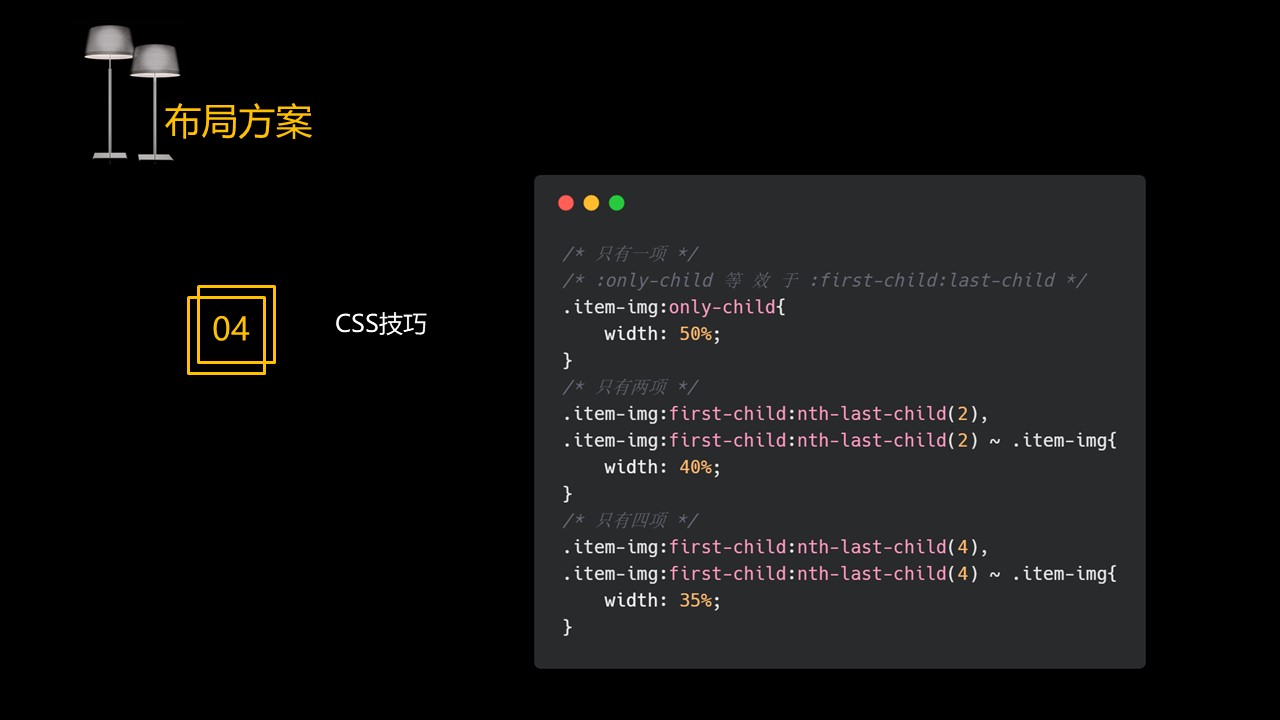 布局方案
04
CSS技巧
/* 只有一项 */
/* :only-child 等 效 于 :first-child:last-child */
.item-img:only-child{
    width: 50%;
}
/* 只有两项 */
.item-img:first-child:nth-last-child(2),
.item-img:first-child:nth-last-child(2) ~ .item-img{
    width: 40%;
}
/* 只有四项 */
.item-img:first-child:nth-last-child(4),
.item-img:first-child:nth-last-child(4) ~ .item-img{
    width: 35%;
}